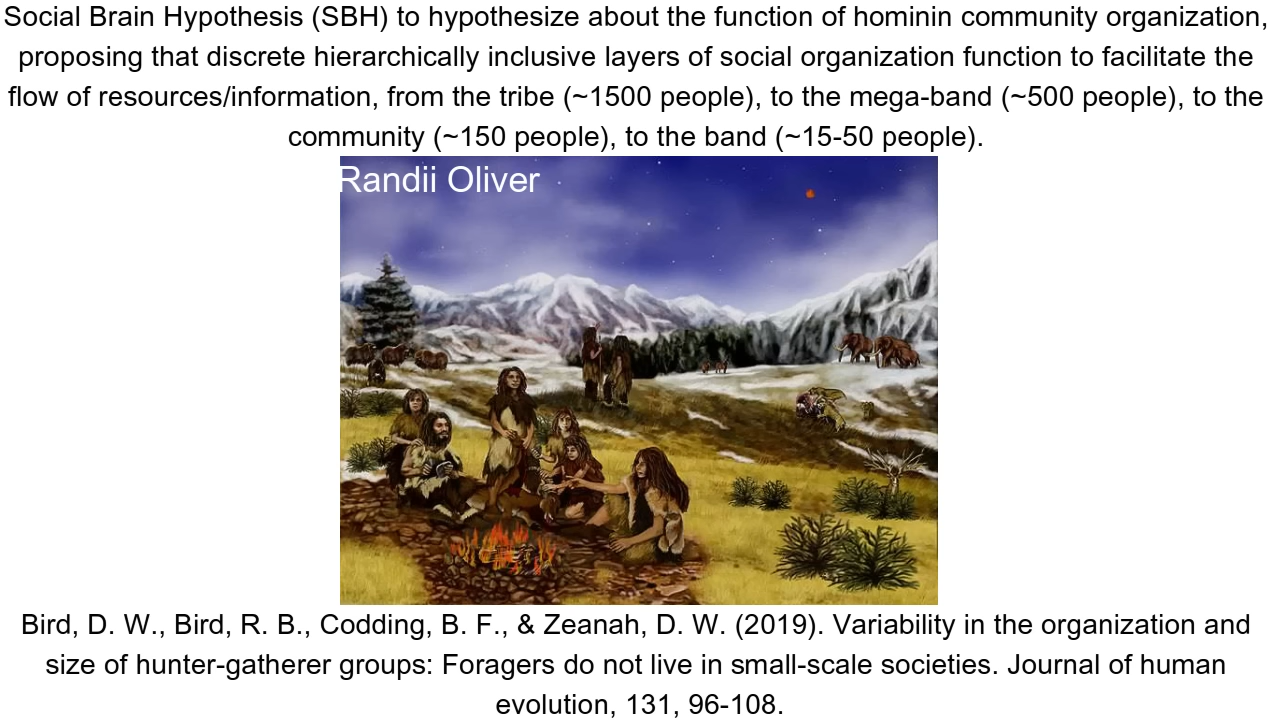 Social Brain Hypothesis (SBH) to hypothesize about the function of hominin community organization,
proposing that discrete hierarchically inclusive layers of social organization function to facilitate the
flow of resources/information, from the tribe (~1500 people), to the mega-band (~500 people), to the
community (~150 people), to the band (~15-50 people).
Randii Oliver
Bird, D. W., Bird, R. B., Codding, B. F., & Zeanah, D. W. (2019). Variability in the organization and
size of hunter-gatherer groups: Foragers do not live in small-scale societies. Journal of human
evolution, 131, 96-108.